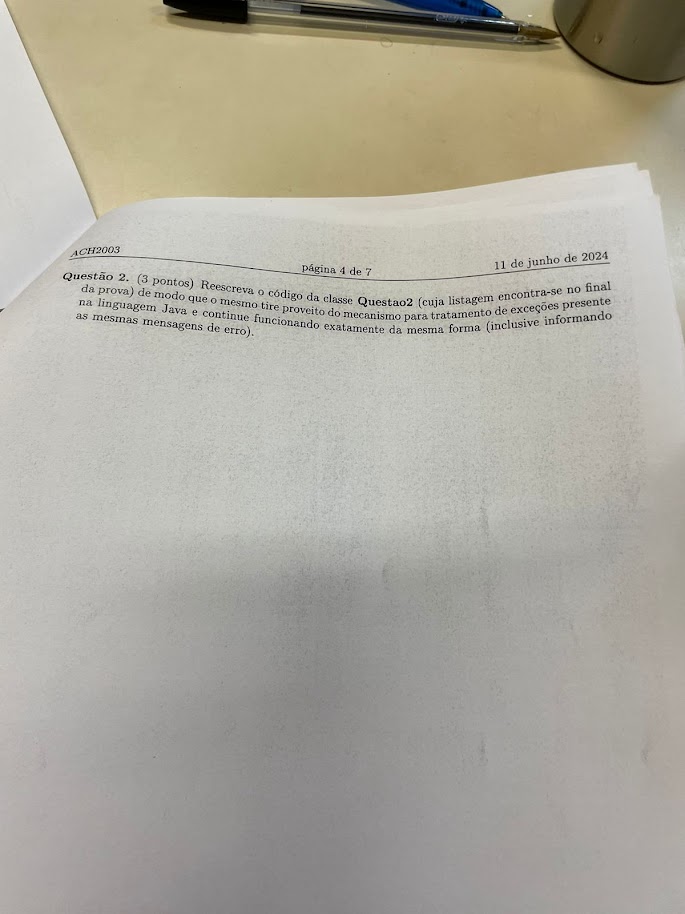 ACH2003
página 4 de 7
11 de junho de 2024
Questão 2. (3 pontos) Reescreva o código da classe Questao2 (cuja listagem encontra-se no final
da prova) de modo que o mesmo tire proveito do mecanismo para tratamento de exceções presente
na linguagem Java e continue funcionando exatamente da mesma forma (inclusive informando
as mesmas mensagens de erro).